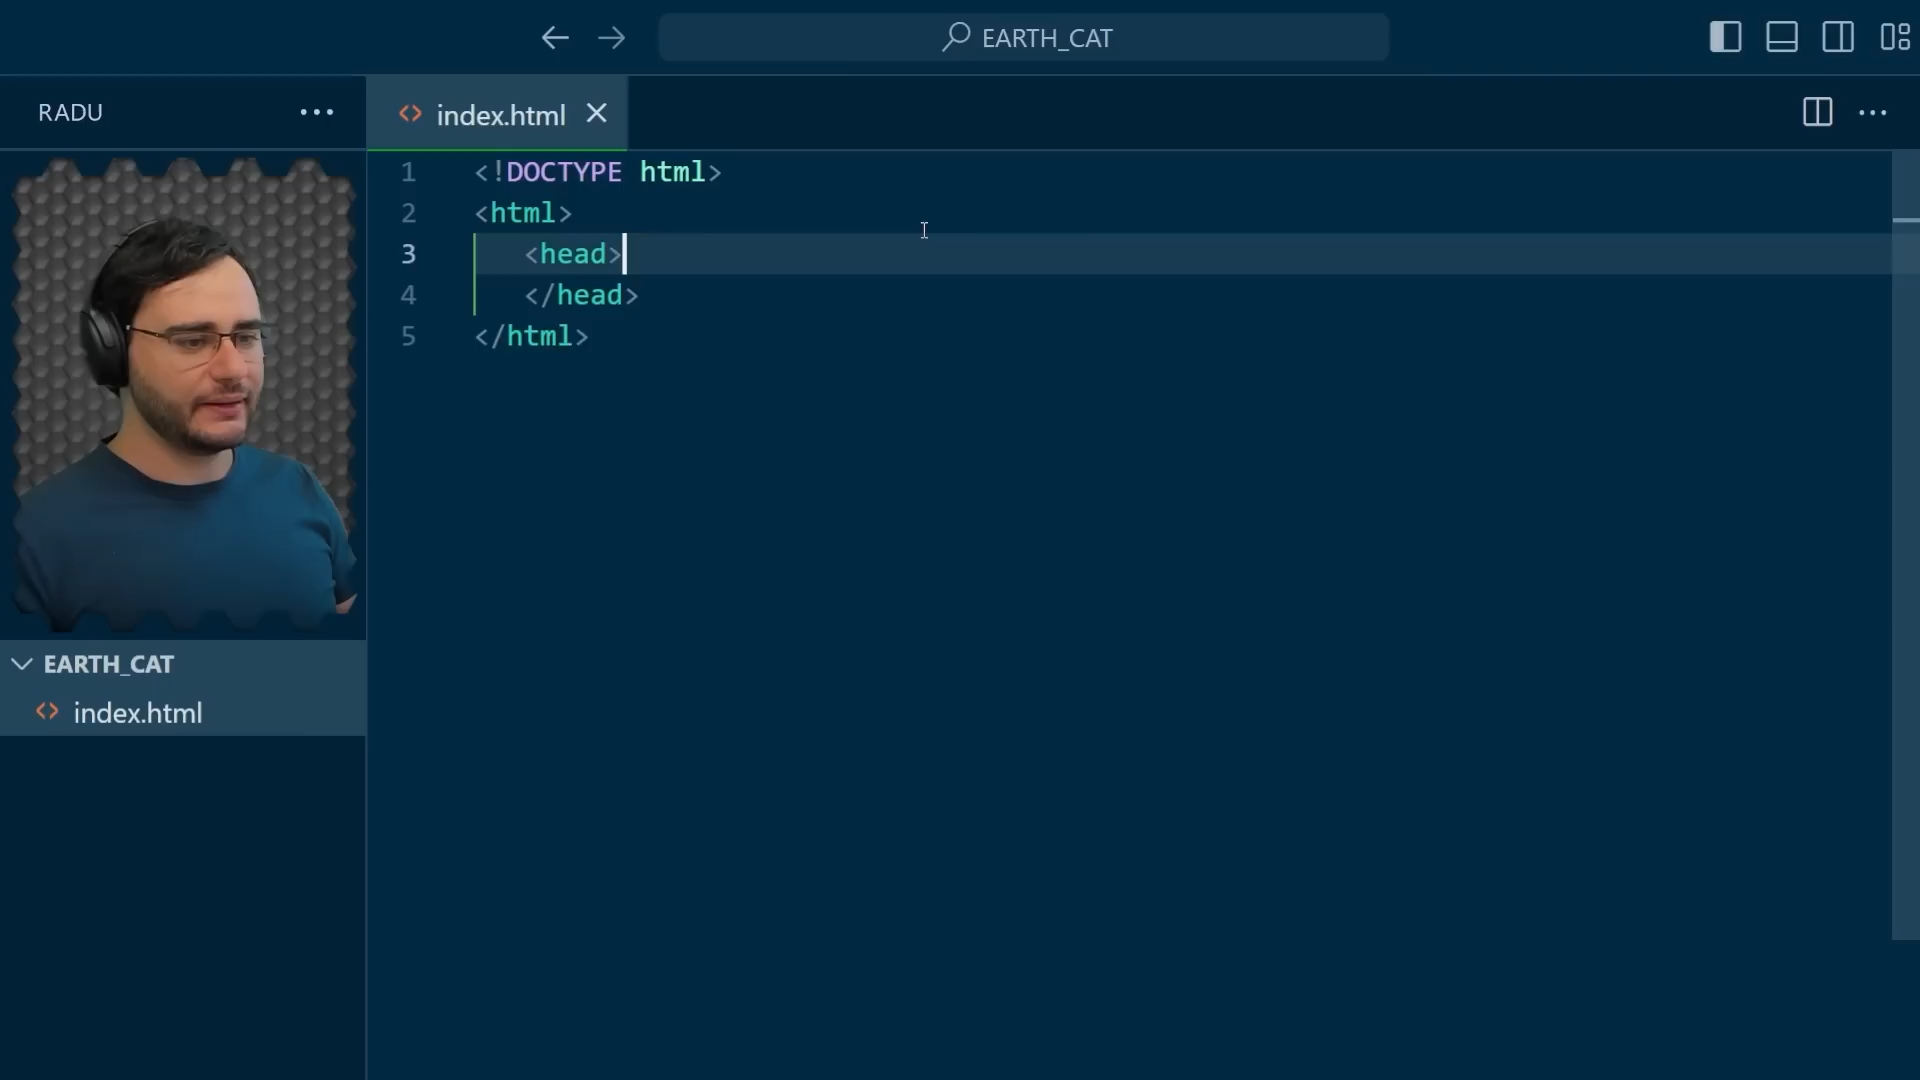 EARTH_CAT
RADU
index.html
1 <!DOCTYPE html>
2 <html>
3 <head>
4 </head>
5 </html>
EARTH_CAT
index.html